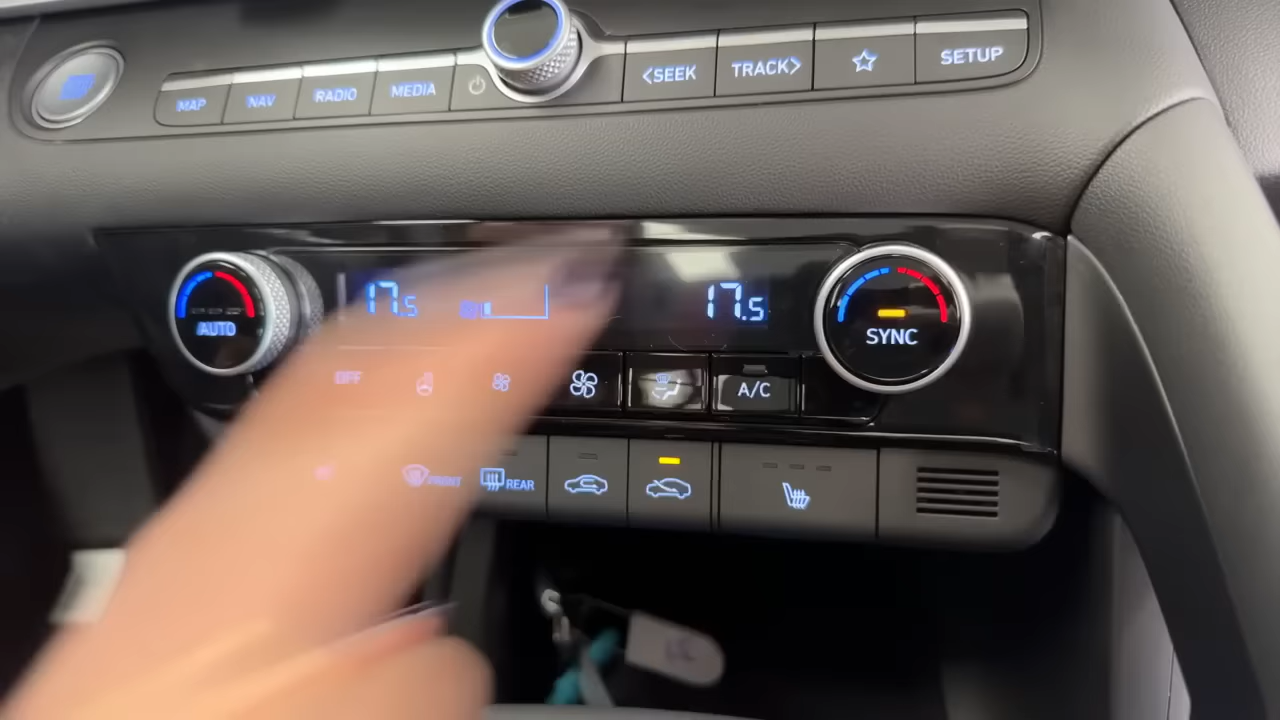 MAP NAV RADIO MEDIA <SEEK TRACK> SETUP
17.5 17.5
AUTO SYNC
OFF A/C
FRONT REAR